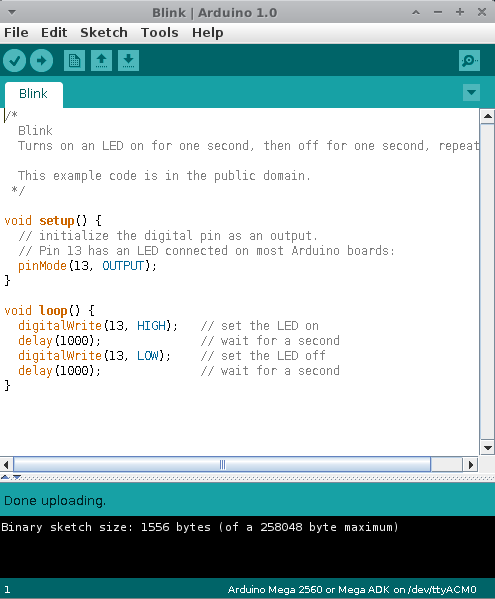 Blink | Arduino 1.0
File Edit Sketch Tools Help
Blink
/*
  Blink
  Turns on an LED on for one second, then off for one second, repeat

  This example code is in the public domain.
 */

void setup() {
  // initialize the digital pin as an output.
  // Pin 13 has an LED connected on most Arduino boards:
  pinMode(13, OUTPUT);
}

void loop() {
  digitalWrite(13, HIGH);   // set the LED on
  delay(1000);              // wait for a second
  digitalWrite(13, LOW);    // set the LED off
  delay(1000);              // wait for a second
}
Done uploading.
Binary sketch size: 1556 bytes (of a 258048 byte maximum)
1 Arduino Mega 2560 or Mega ADK on /dev/ttyACM0